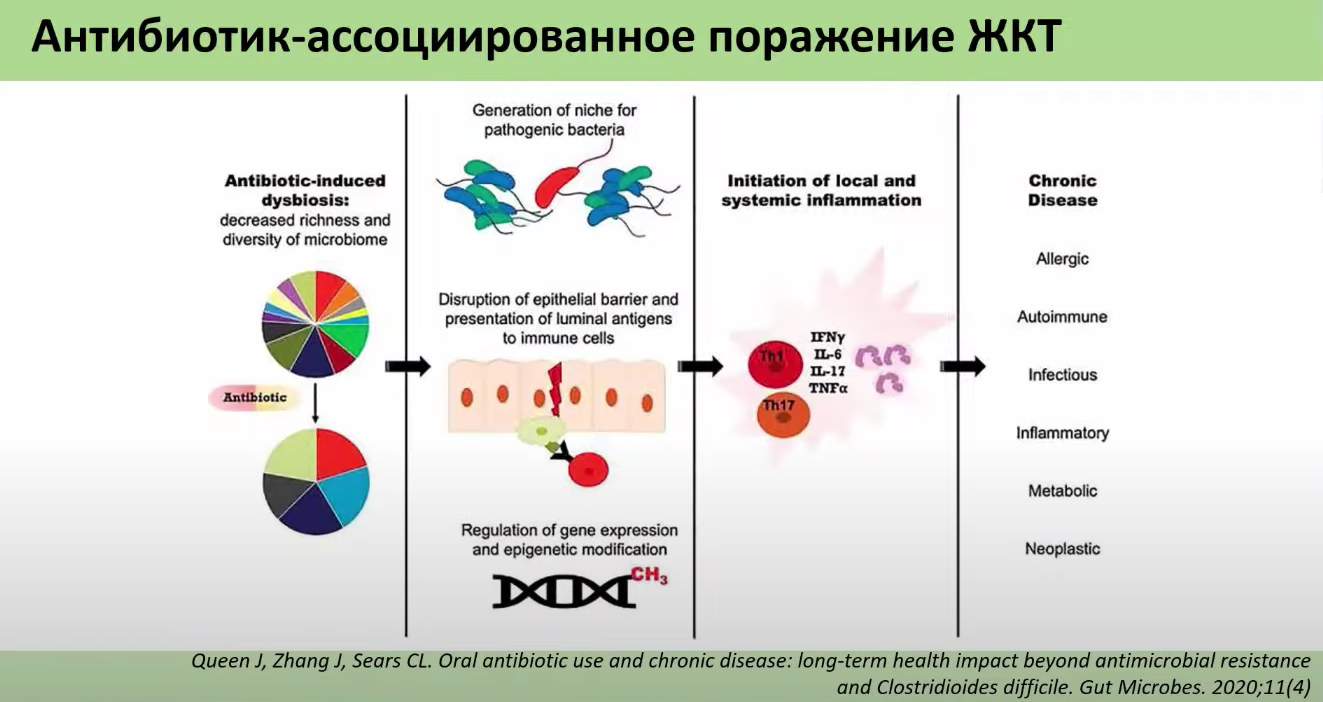 Антибиотик-ассоциированное поражение ЖКТ
Antibiotic-induced
dysbiosis:
decreased richness and
diversity of microbiome
Antibiotic
Generation of niche for
pathogenic bacteria
Disruption of epithelial barrier and
presentation of luminal antigens
to immune cells
Regulation of gene expression
and epigenetic modification
CH₃
Initiation of local and
systemic inflammation
Th1
Th17
IFNγ
IL-6
IL-17
TNFα
Chronic
Disease
Allergic
Autoimmune
Infectious
Inflammatory
Metabolic
Neoplastic
Queen J, Zhang J, Sears CL. Oral antibiotic use and chronic disease: long-term health impact beyond antimicrobial resistance
and Clostridioides difficile. Gut Microbes. 2020;11(4)